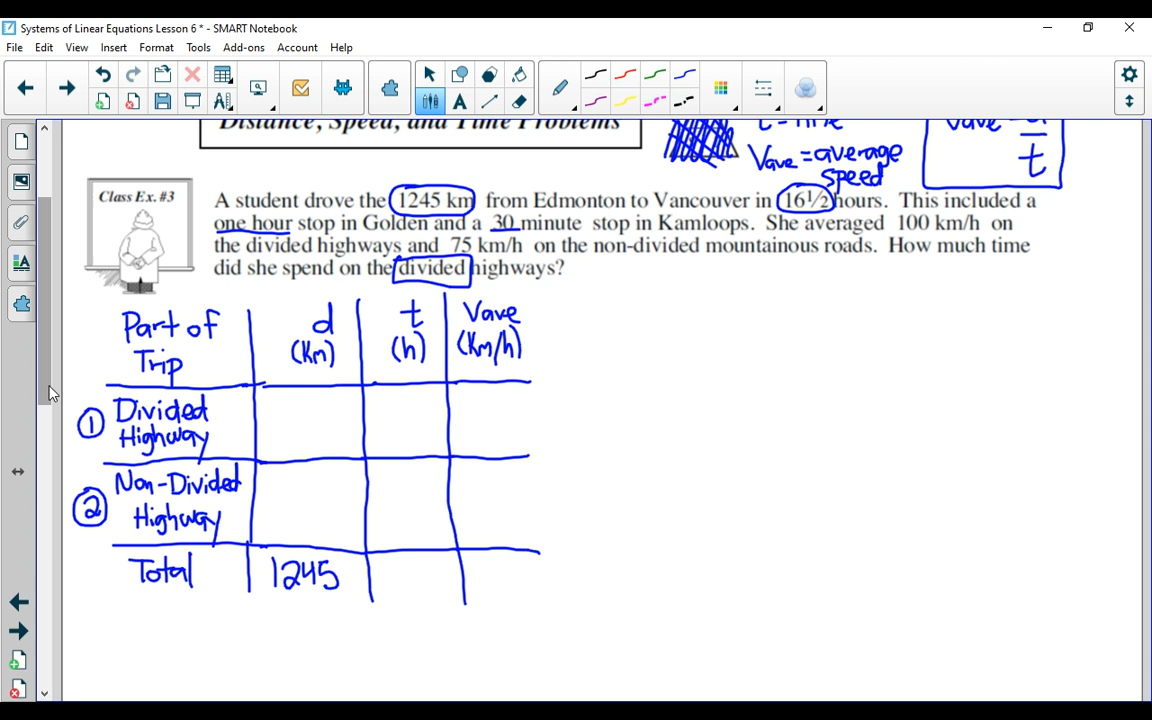 Systems of Linear Equations Lesson 6 * - SMART Notebook
File Edit View Insert Format Tools Add-ons Account Help
Distance, Speed, and Time Problems
t = time
Vave = average
speed
Vave = d
t
Class Ex. #3
A student drove the 1245 km from Edmonton to Vancouver in 16 1/2 hours. This included a
one hour stop in Golden and a 30 minute stop in Kamloops. She averaged 100 km/h on
the divided highways and 75 km/h on the non-divided mountainous roads. How much time
did she spend on the divided highways?
Part of Trip d (km) t (h) Vave (km/h)
① Divided Highway
② Non-Divided Highway
Total 1245